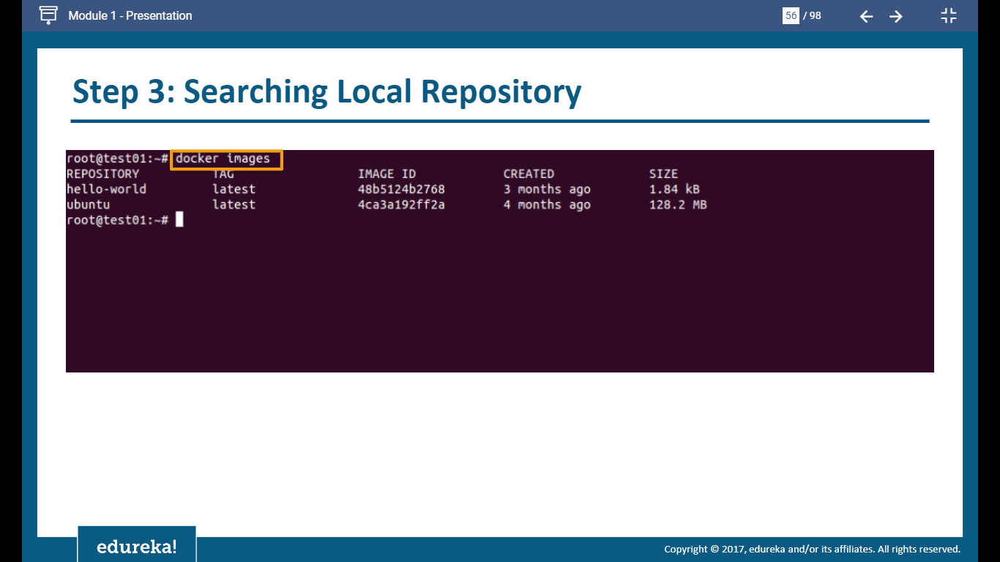 Module 1 - Presentation
56 / 98
Step 3: Searching Local Repository
root@test01:~# docker images
REPOSITORY TAG IMAGE ID CREATED SIZE
hello-world latest 48b5124b2768 3 months ago 1.84 kB
ubuntu latest 4ca3a192ff2a 4 months ago 128.2 MB
root@test01:~#
edureka!
Copyright © 2017, edureka and/or its affiliates. All rights reserved.